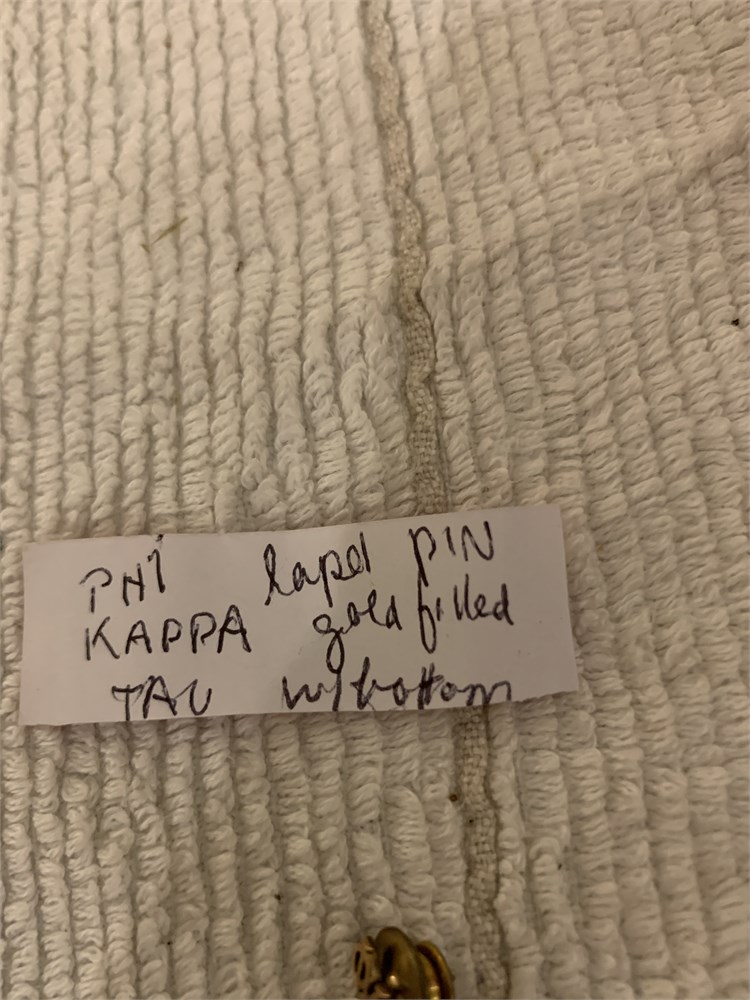 PHI lapel PIN
KAPPA gold filled
TAU w/bottom